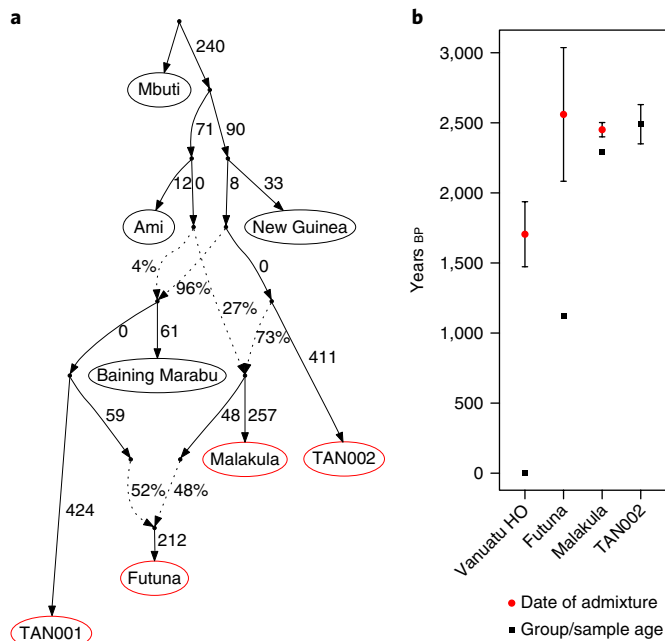 a
240
Mbuti
71 90
12 0 8 33
Ami New Guinea
4% 96% 0
27%
73%
0 61 411
Baining Marabu
59 48 257
Malakula TAN002
52% 48%
424
212
Futuna
TAN001
b
3,000
2,500
2,000
1,500
1,000
500
0
Years BP
Vanuatu HO
Futuna
Malakula
TAN002
Date of admixture
Group/sample age